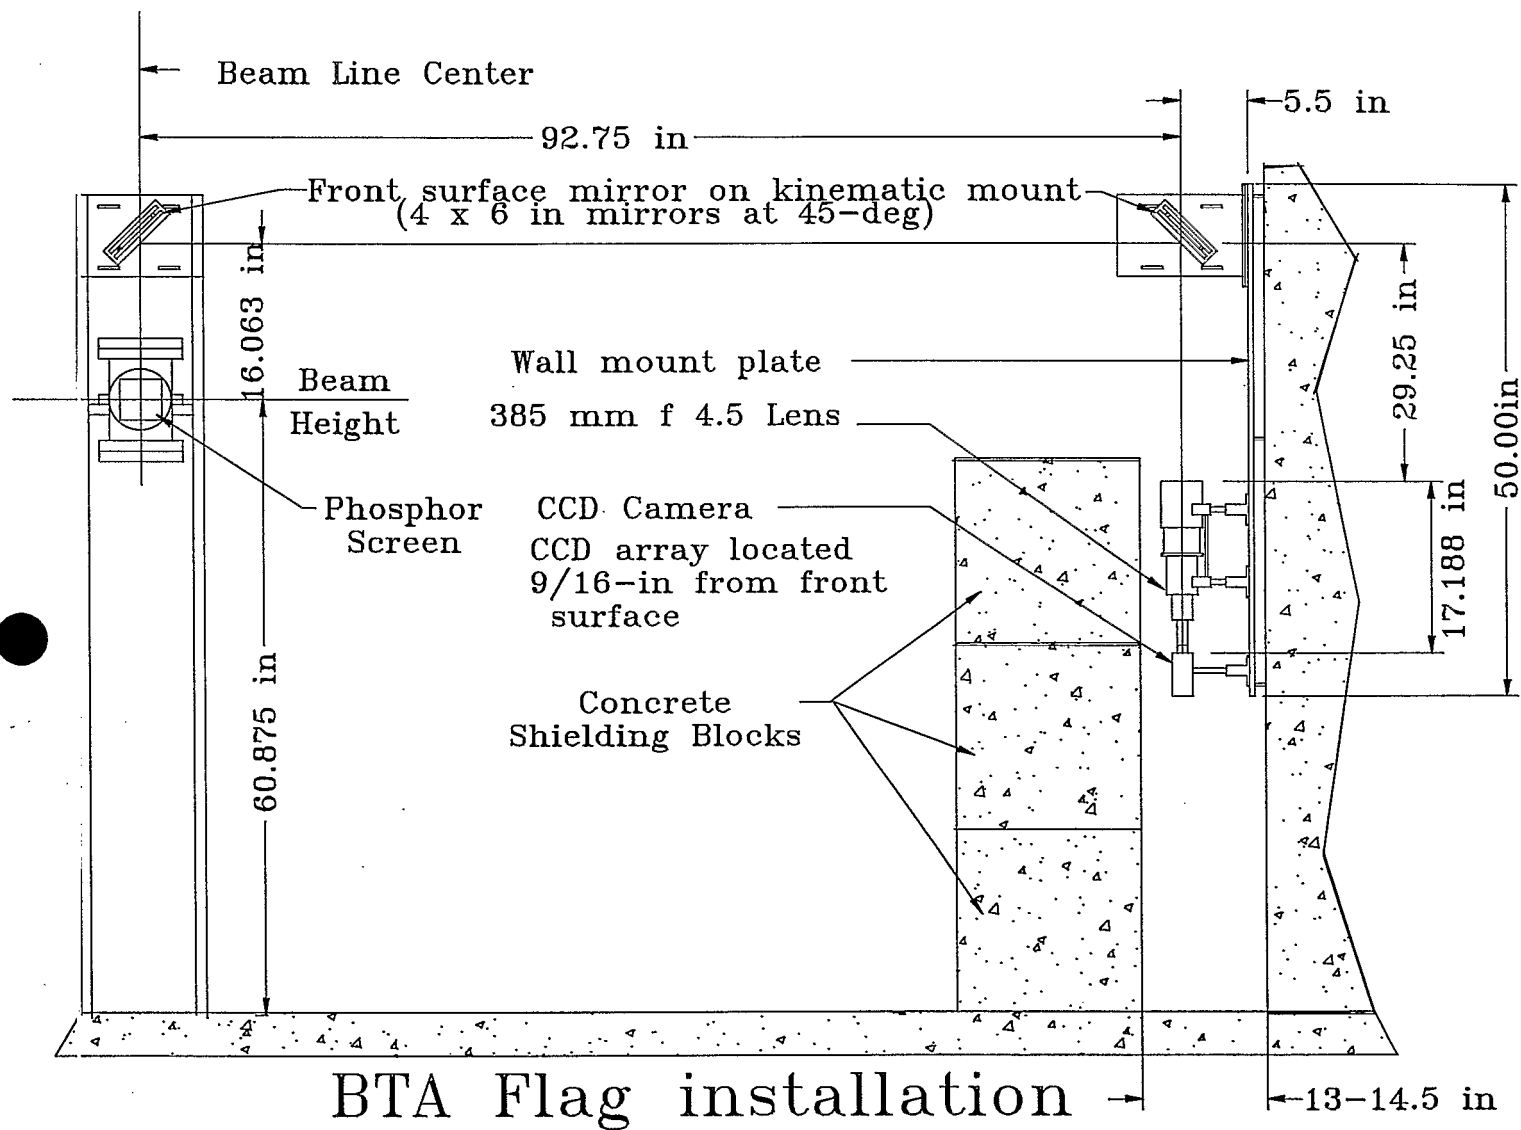 Beam Line Center
5.5 in
92.75 in
Front surface mirror on kinematic mount
(4 x 6 in mirrors at 45-deg)
16.063 in
29.25 in
50.00in
Wall mount plate
Beam
Height
385 mm f 4.5 Lens
Phosphor
Screen
CCD Camera
CCD array located
9/16-in from front
surface
17.188 in
60.875 in
Concrete
Shielding Blocks
BTA Flag installation
13-14.5 in